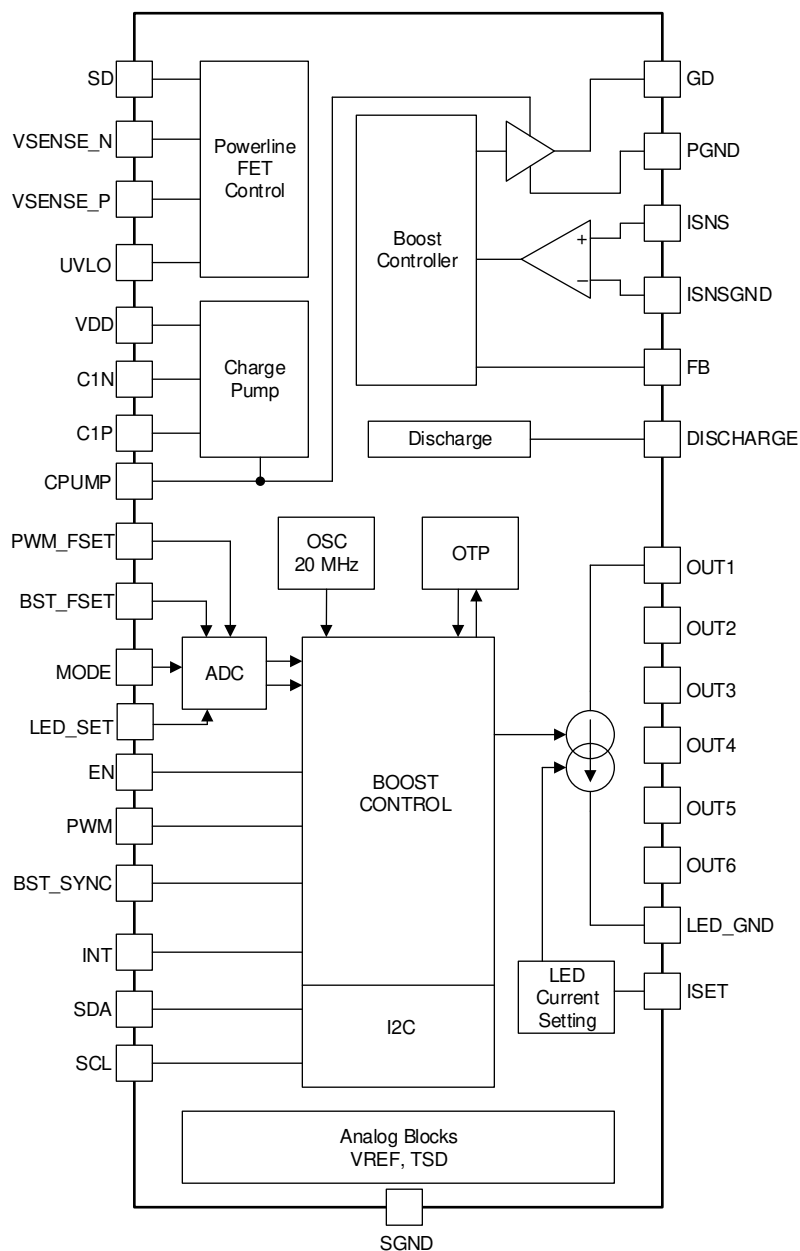 SD
VSENSE_N
VSENSE_P
UVLO
VDD
C1N
C1P
CPUMP
PWM_FSET
BST_FSET
MODE
LED_SET
EN
PWM
BST_SYNC
INT
SDA
SCL
Powerline
FET
Control
Charge
Pump
Boost
Controller
+
−
Discharge
OSC
20 MHz
OTP
ADC
BOOST
CONTROL
I2C
LED
Current
Setting
Analog Blocks
VREF, TSD
GD
PGND
ISNS
ISNSGND
FB
DISCHARGE
OUT1
OUT2
OUT3
OUT4
OUT5
OUT6
LED_GND
ISET
SGND